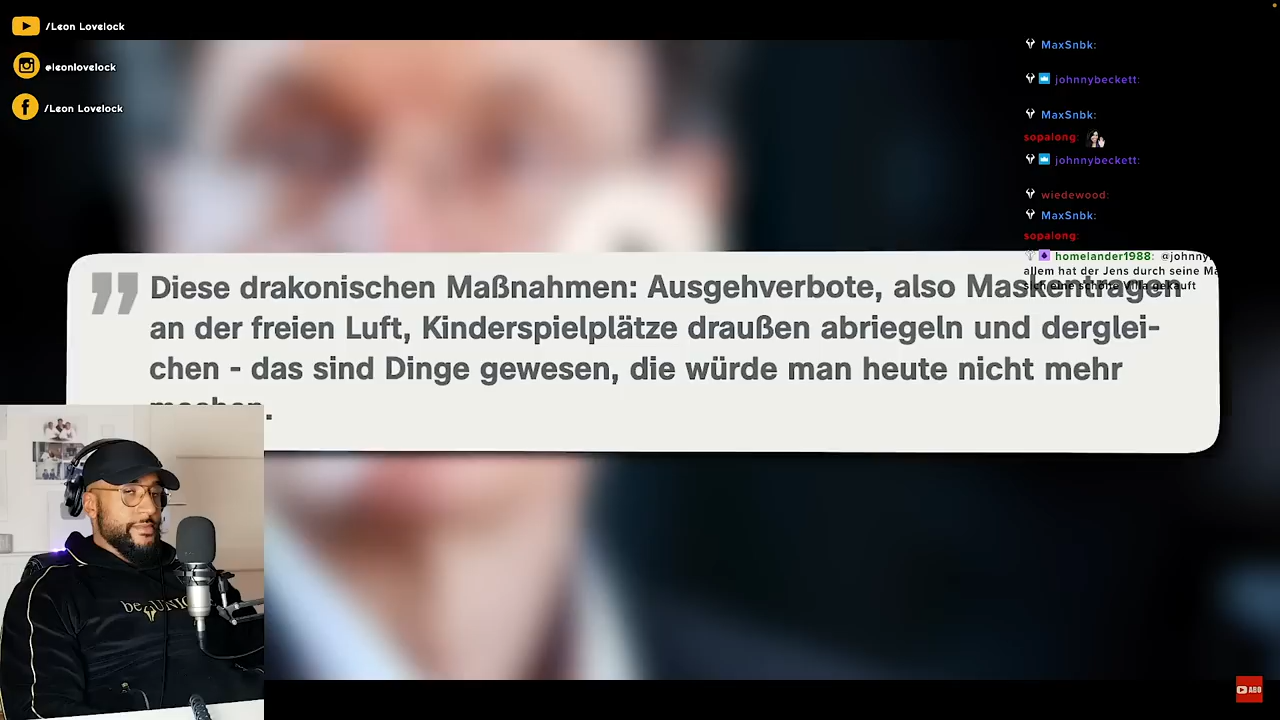 /Leon Lovelock
@leonlovelock
/Leon Lovelock
MaxSnbk:
johnnybeckett:
MaxSnbk:
sopalong:
johnnybeckett:
wiedewood:
MaxSnbk:
sopalong:
homelander1988: @johnny
allem hat der Jens durch seine Ma
sich eine schöne Villa gekauft
Diese drakonischen Maßnahmen: Ausgehverbote, also Maskentragen
an der freien Luft, Kinderspielplätze draußen abriegeln und derglei-
chen - das sind Dinge gewesen, die würde man heute nicht mehr
ABO